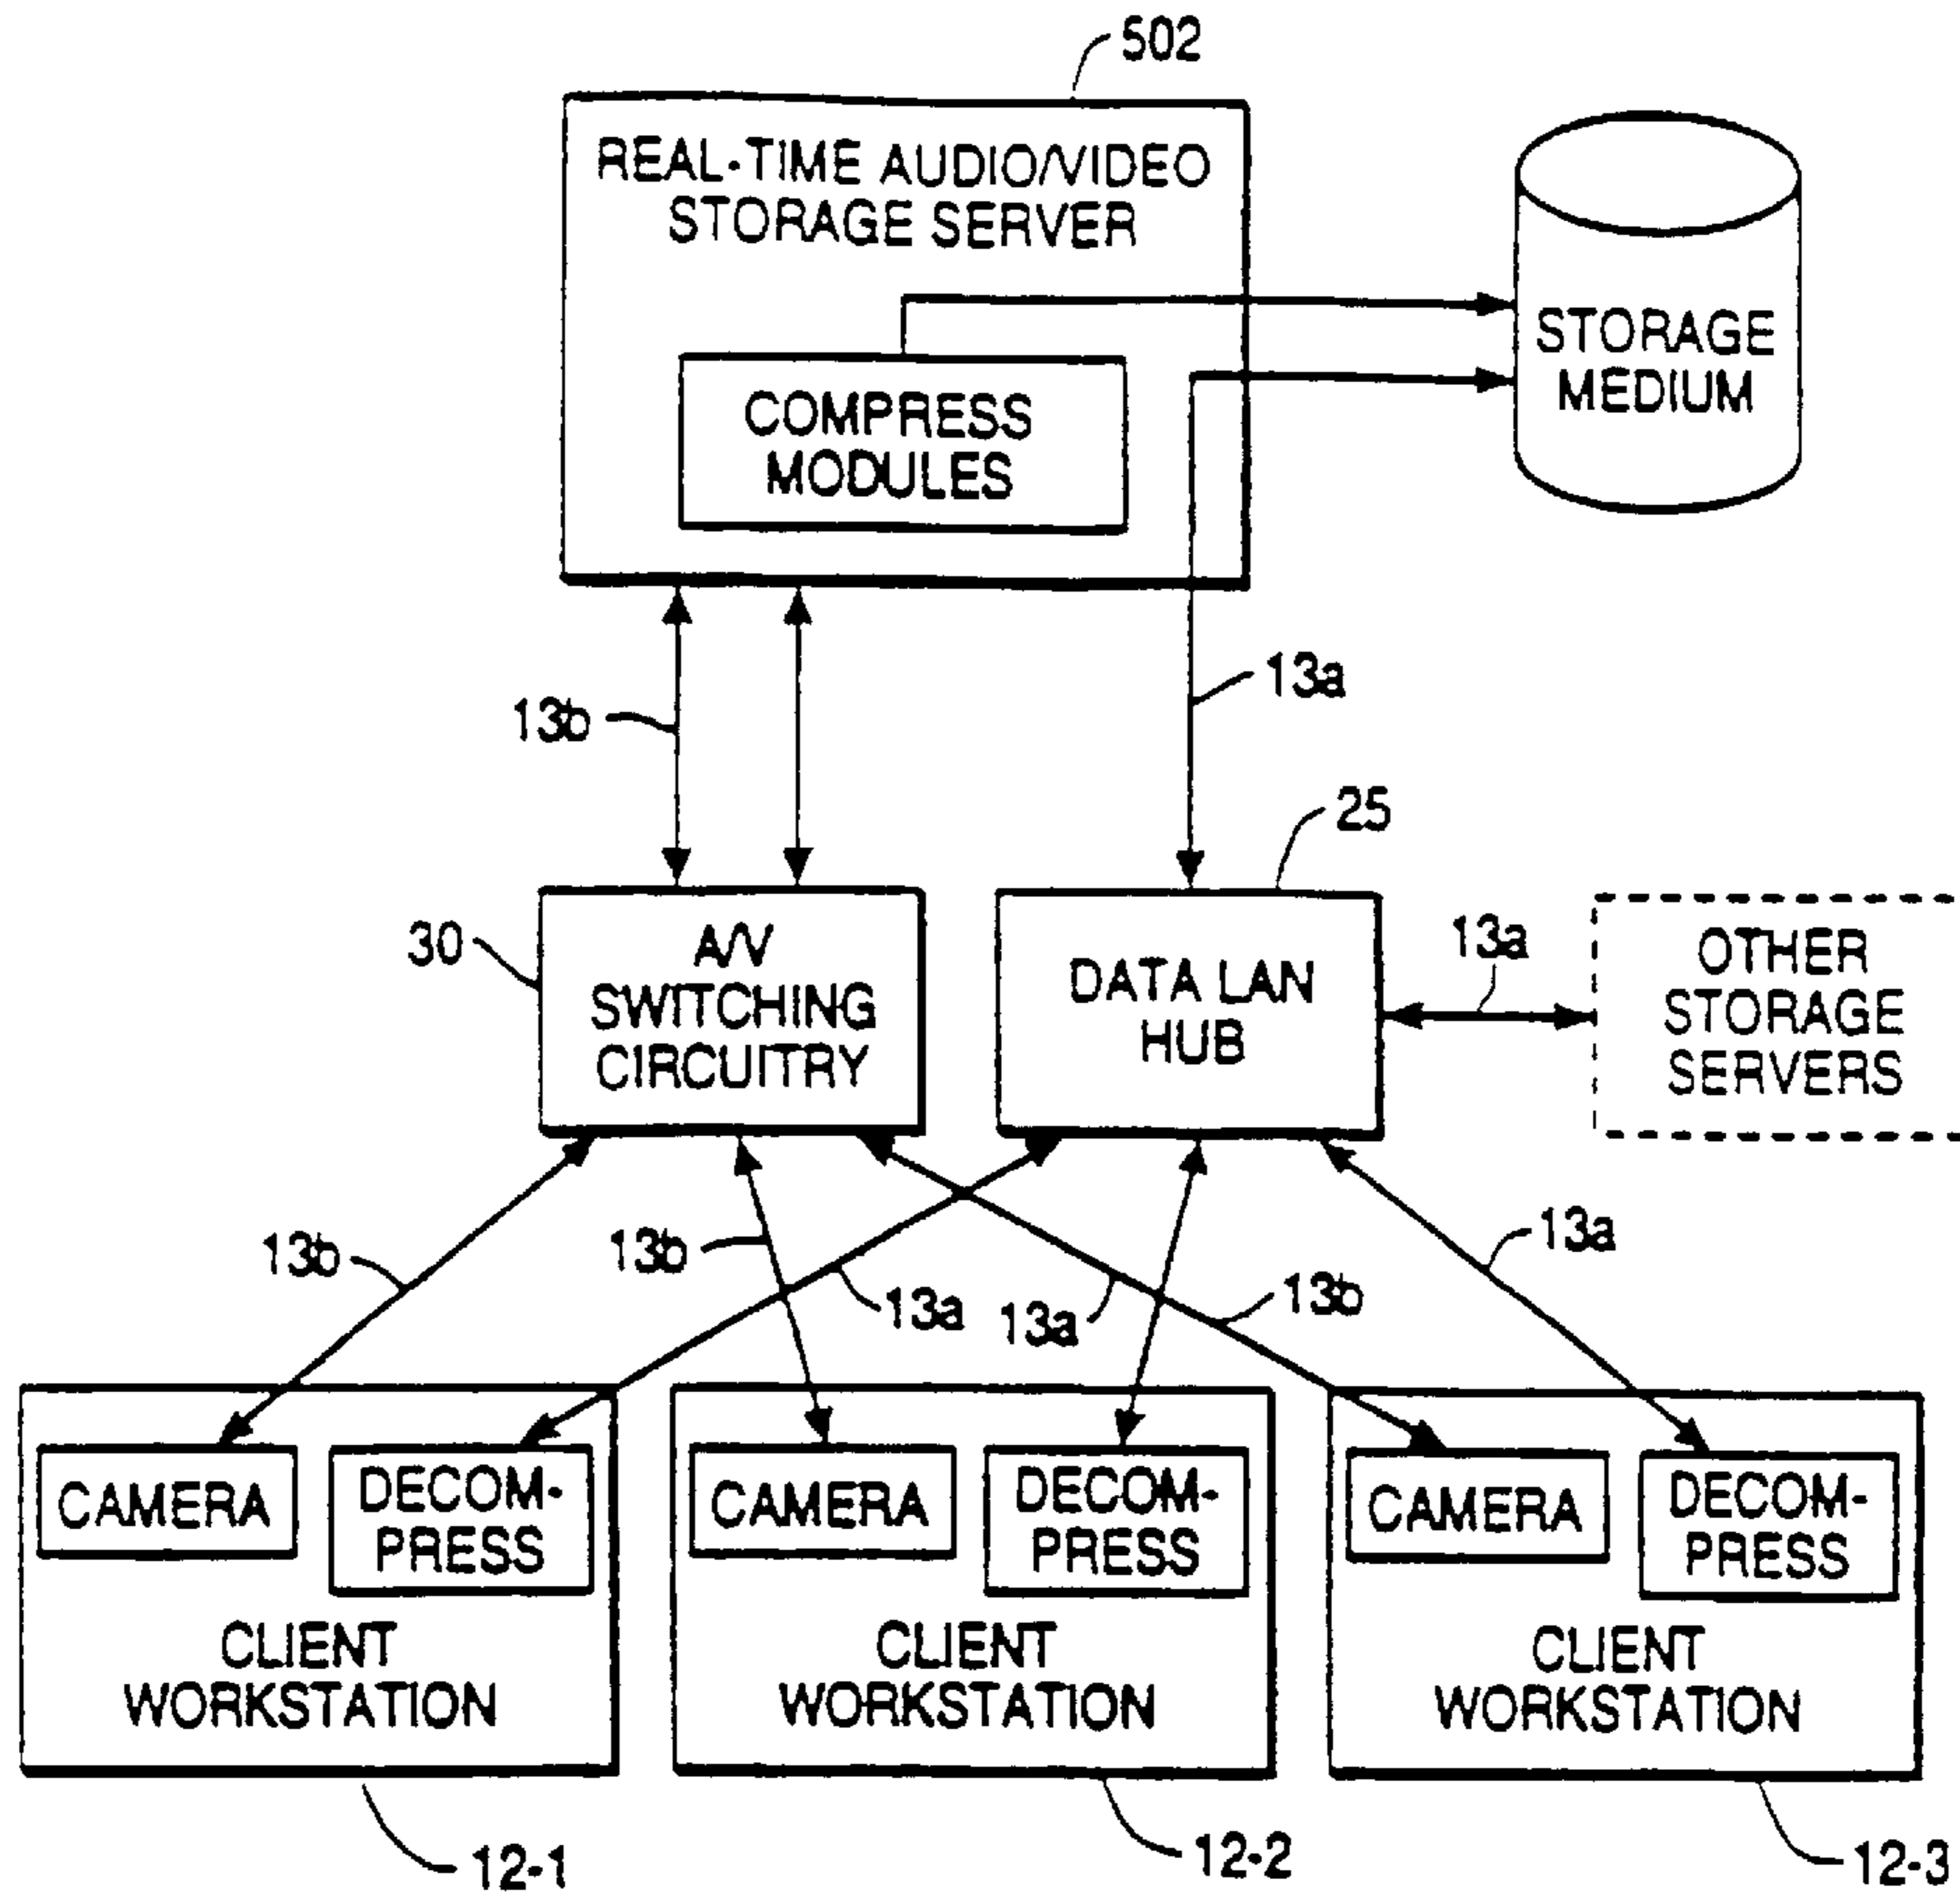 502
REAL-TIME AUDIO/VIDEO
STORAGE SERVER
STORAGE
MEDIUM
COMPRESS
MODULES
13b
13a
25
30
A/V
SWITCHING
CIRCUITRY
DATA LAN
HUB
13a
OTHER
STORAGE
SERVERS
13b
13b
13a
13a
13b
13a
CAMERA
DECOM-
PRESS
CLIENT
WORKSTATION
CAMERA
DECOM-
PRESS
CLIENT
WORKSTATION
CAMERA
DECOM-
PRESS
CLIENT
WORKSTATION
12-1
12-2
12-3